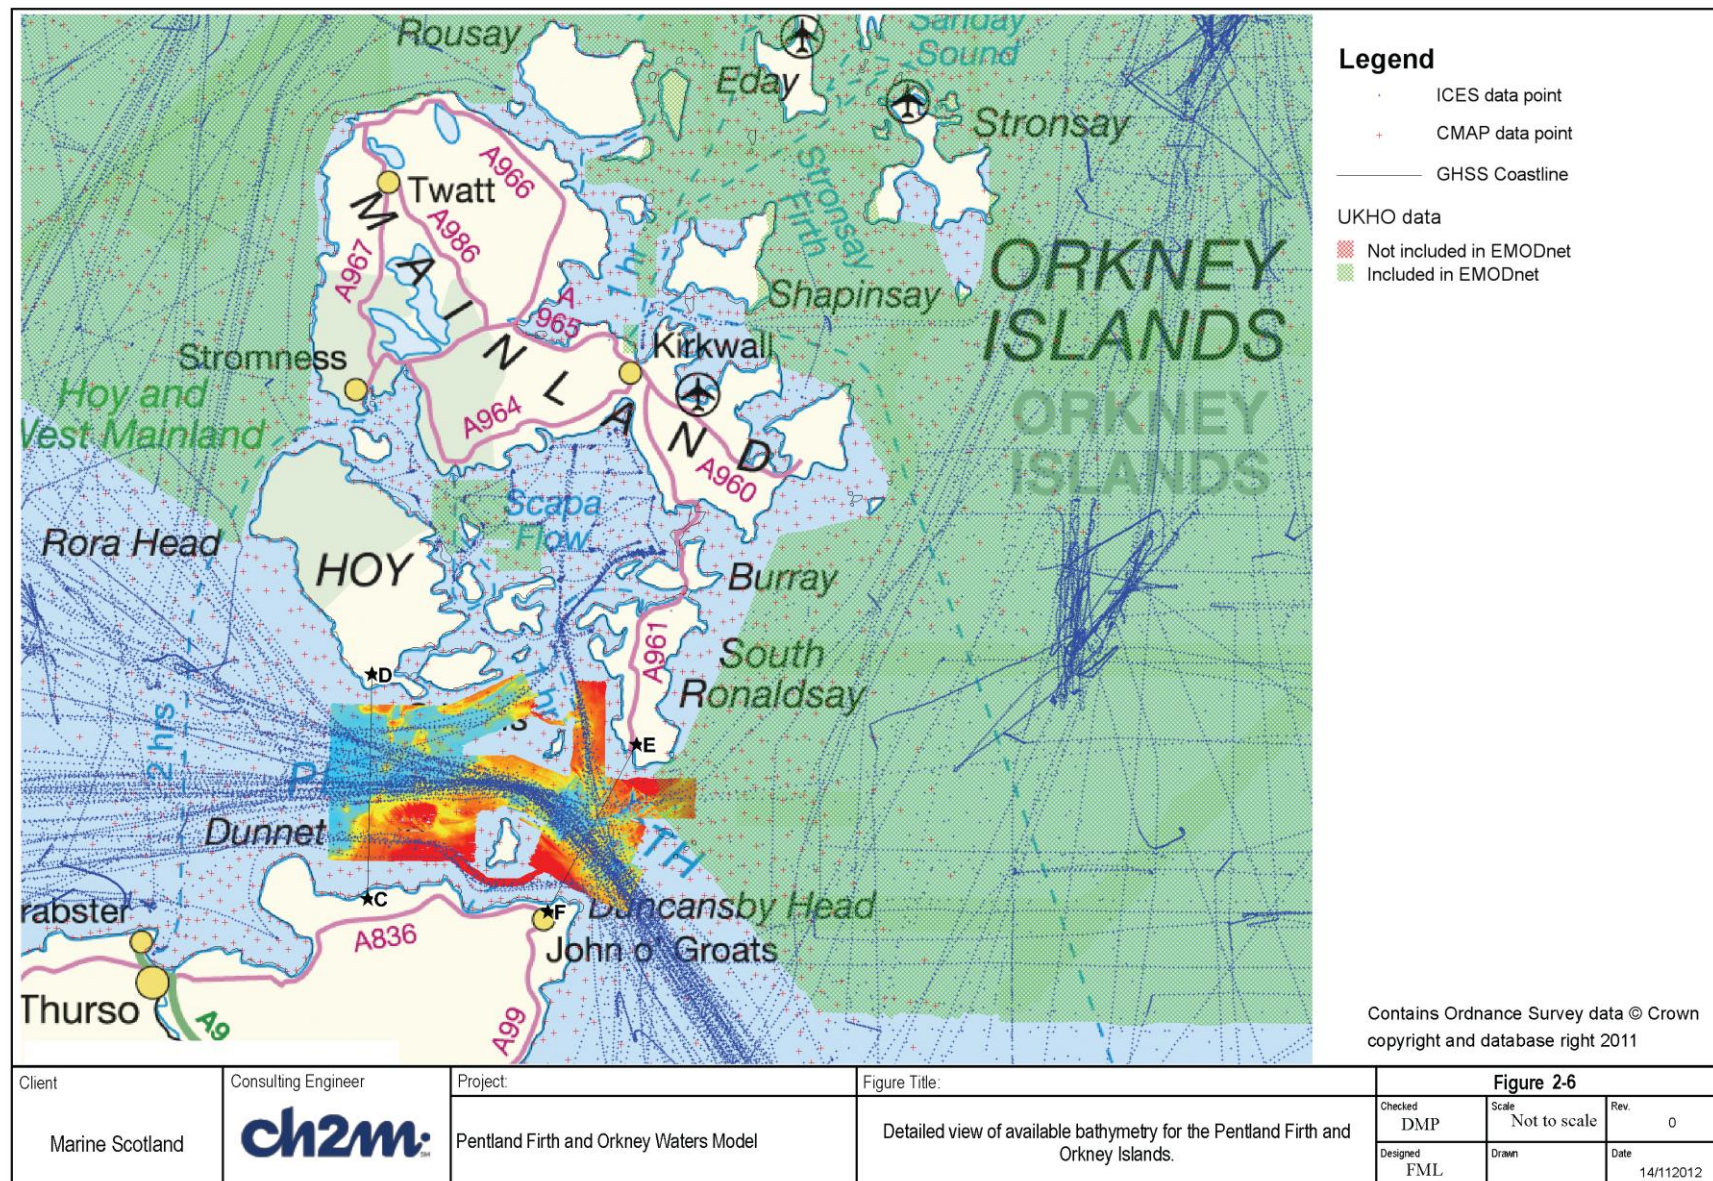 Rousay
Sanday
Sound
Eday
Stronsay
Twatt
A966
A986
A967
Stronsay
Firth
1 hr
Shapinsay
A
965
MAINLAND
Kirkwall
Stromness
A964
A960
ORKNEY
ISLANDS
ORKNEY
ISLANDS
Hoy and
West Mainland
Scapa
Flow
Rora Head
HOY
Burray
A961
South
Ronaldsay
D
E
2 hrs
Dunnet
TH
C
F
Duncansby Head
rabster
A836
John o' Groats
Thurso
A9
A99
Legend
ICES data point
CMAP data point
GHSS Coastline
UKHO data
Not included in EMODnet
Included in EMODnet
Contains Ordnance Survey data © Crown
copyright and database right 2011
Client
Marine Scotland
Consulting Engineer
ch2m:
SM
Project:
Pentland Firth and Orkney Waters Model
Figure Title:
Detailed view of available bathymetry for the Pentland Firth and
Orkney Islands.
Figure 2-6
Checked
DMP
Scale
Not to scale
Rev.
0
Designed
FML
Drawn
Date
14/112012